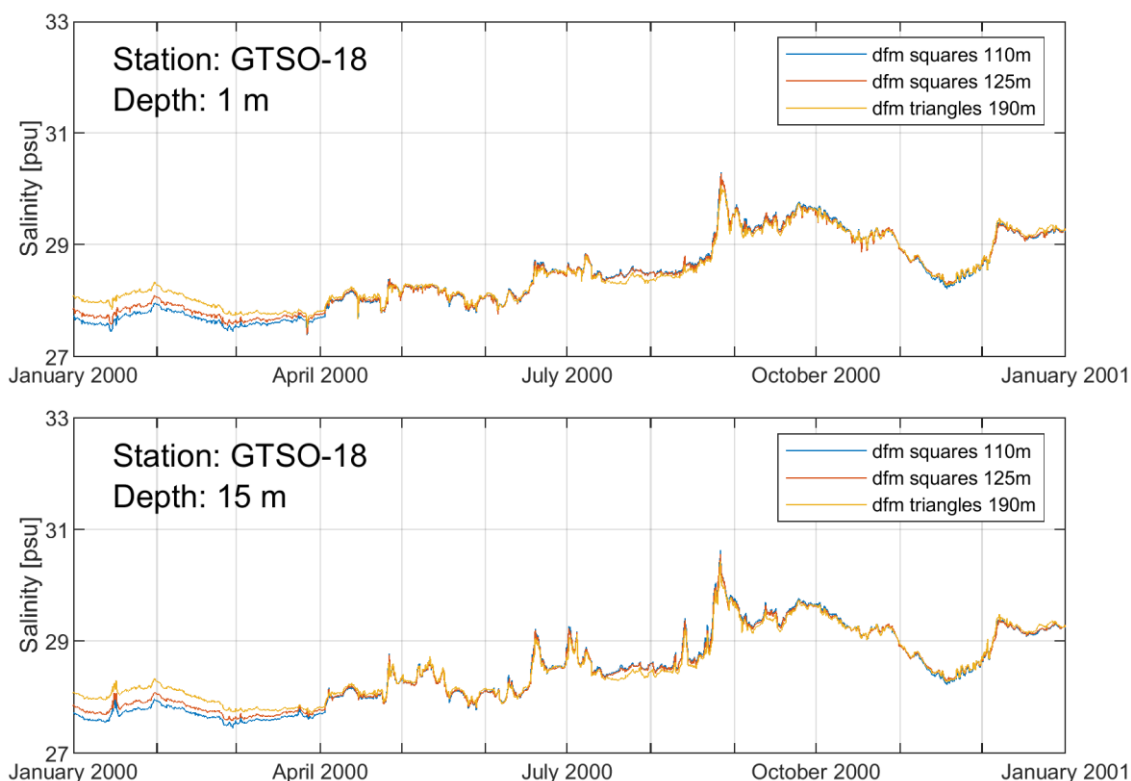 33
Station: GTSO-18
Depth: 1 m
dfm squares 110m
dfm squares 125m
dfm triangles 190m
31
Salinity [psu]
29
27
January 2000 April 2000 July 2000 October 2000 January 2001
33
Station: GTSO-18
Depth: 15 m
dfm squares 110m
dfm squares 125m
dfm triangles 190m
31
Salinity [psu]
29
27
January 2000 April 2000 July 2000 October 2000 January 2001